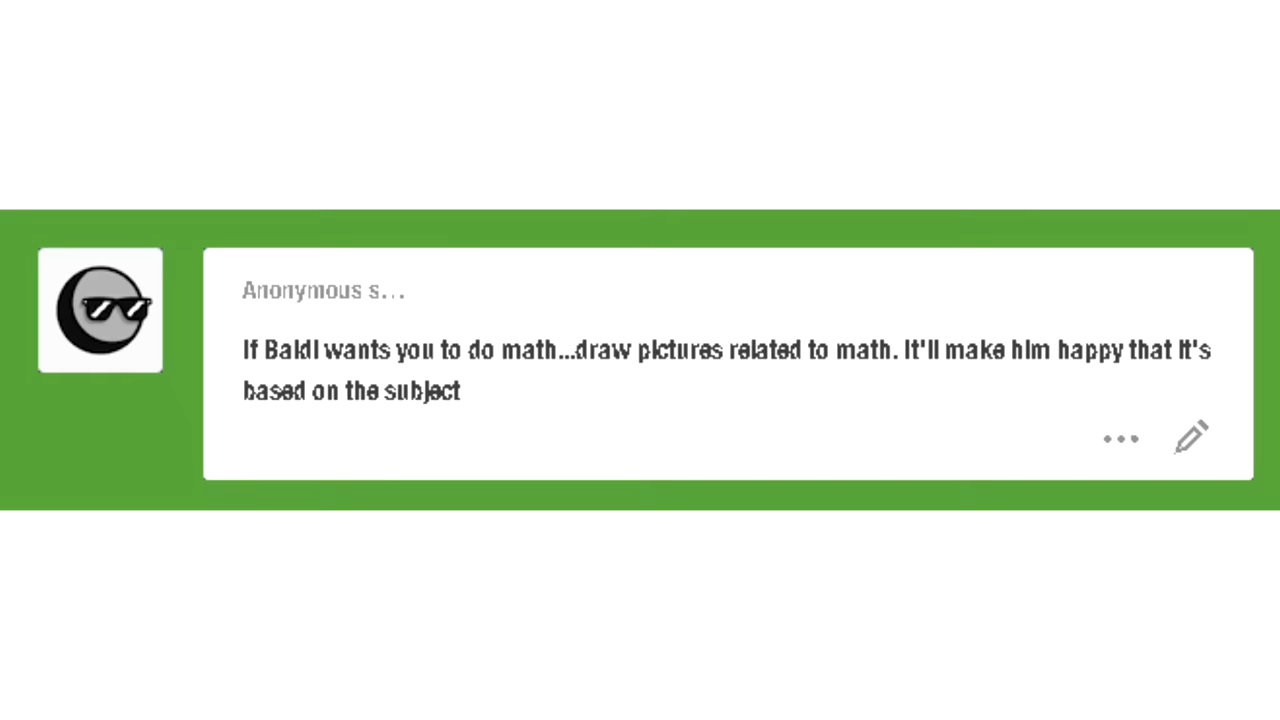 Anonymous s...
If Baldi wants you to do math...draw pictures related to math. It'll make him happy that it's
based on the subject